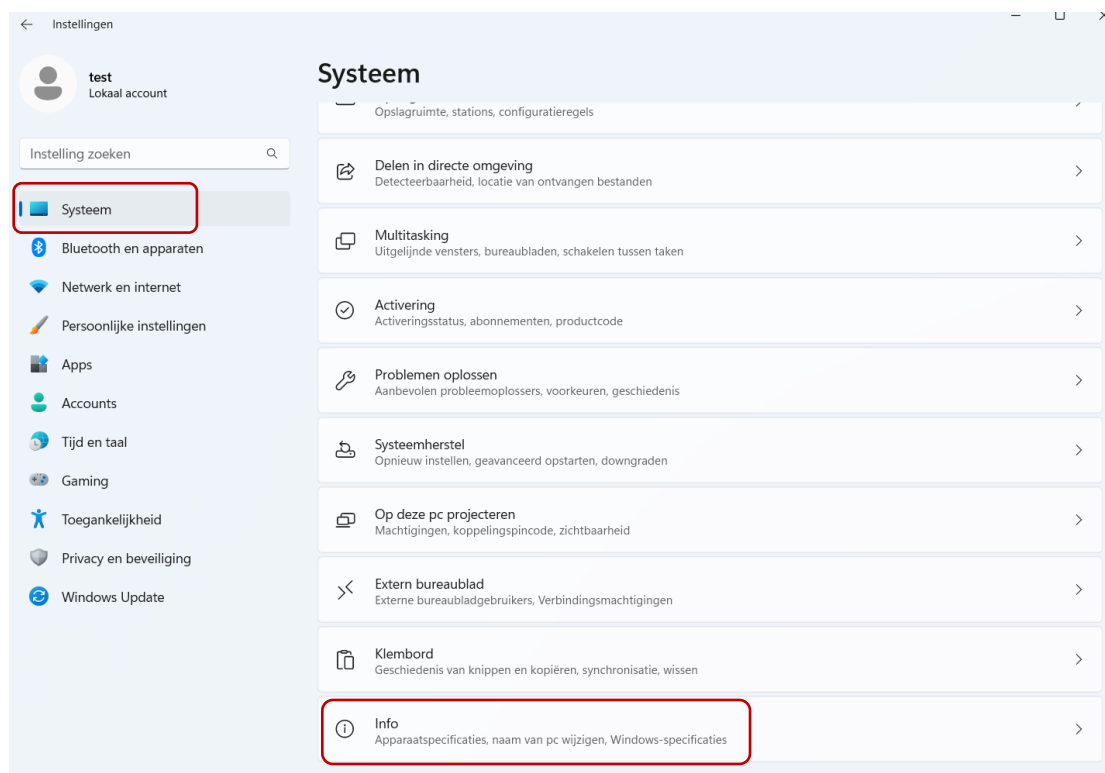 Instellingen
test
Lokaal account
Instelling zoeken
Systeem
Bluetooth en apparaten
Netwerk en internet
Persoonlijke instellingen
Apps
Accounts
Tijd en taal
Gaming
Toegankelijkheid
Privacy en beveiliging
Windows Update
Systeem
Opslagruimte, stations, configuratieregels
Delen in directe omgeving
Detecteerbaarheid, locatie van ontvangen bestanden
Multitasking
Uitgelijnde vensters, bureaubladen, schakelen tussen taken
Activering
Activeringsstatus, abonnementen, productcode
Problemen oplossen
Aanbevolen probleemoplossers, voorkeuren, geschiedenis
Systeemherstel
Opnieuw instellen, geavanceerd opstarten, downgraden
Op deze pc projecteren
Machtigingen, koppelingspincode, zichtbaarheid
Extern bureaublad
Externe bureaubladgebruikers, Verbindingsmachtigingen
Klembord
Geschiedenis van knippen en kopiëren, synchronisatie, wissen
Info
Apparaatspecificaties, naam van pc wijzigen, Windows-specificaties